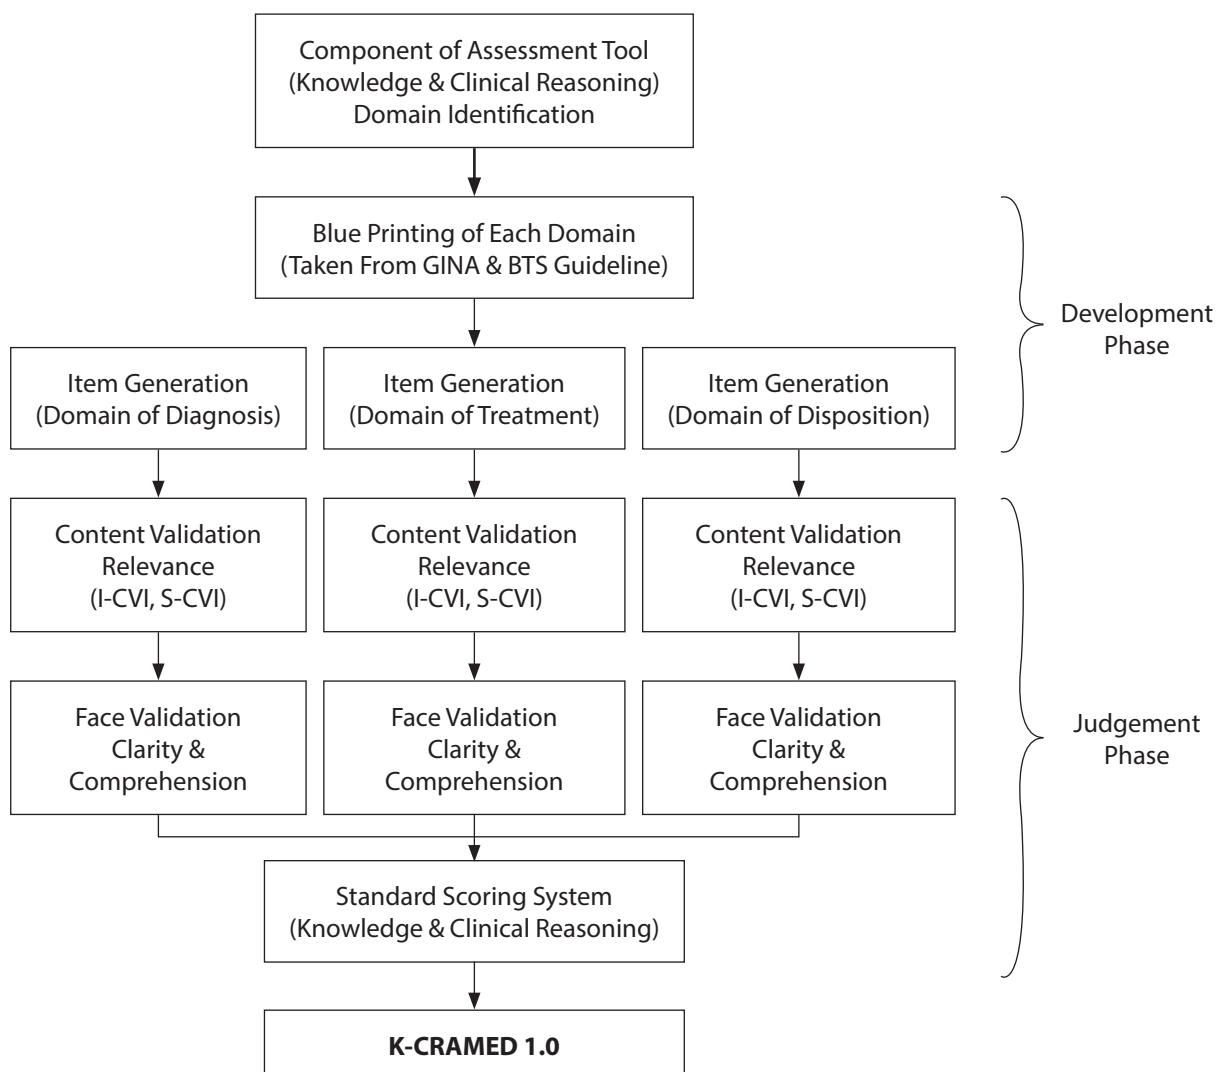 Component of Assessment Tool
(Knowledge & Clinical Reasoning)
Domain Identification
Blue Printing of Each Domain
(Taken From GINA & BTS Guideline)
Development
Phase
Item Generation
(Domain of Diagnosis)
Item Generation
(Domain of Treatment)
Item Generation
(Domain of Disposition)
Content Validation
Relevance
(I-CVI, S-CVI)
Content Validation
Relevance
(I-CVI, S-CVI)
Content Validation
Relevance
(I-CVI, S-CVI)
Face Validation
Clarity &
Comprehension
Face Validation
Clarity &
Comprehension
Face Validation
Clarity &
Comprehension
Judgement
Phase
Standard Scoring System
(Knowledge & Clinical Reasoning)
K-CRAMED 1.0